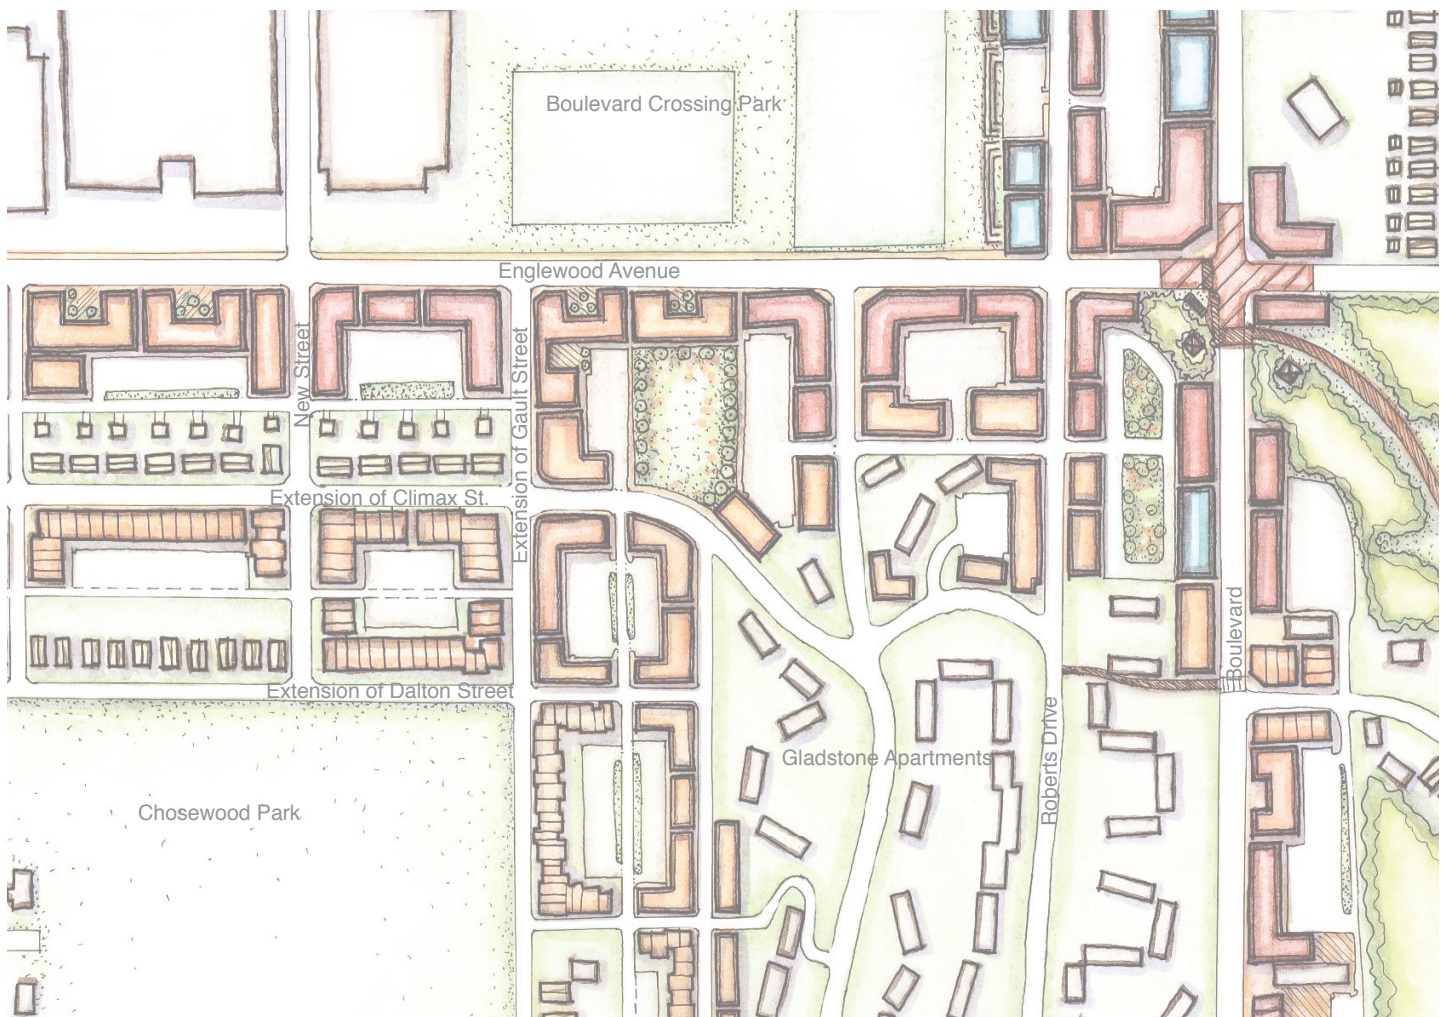 Boulevard Crossing Park
Englewood Avenue
New Street
Extension of Gault Street
Extension of Climax St.
Boulevard
Extension of Dalton Street
Roberts Drive
Gladstone Apartments
Chosewood Park